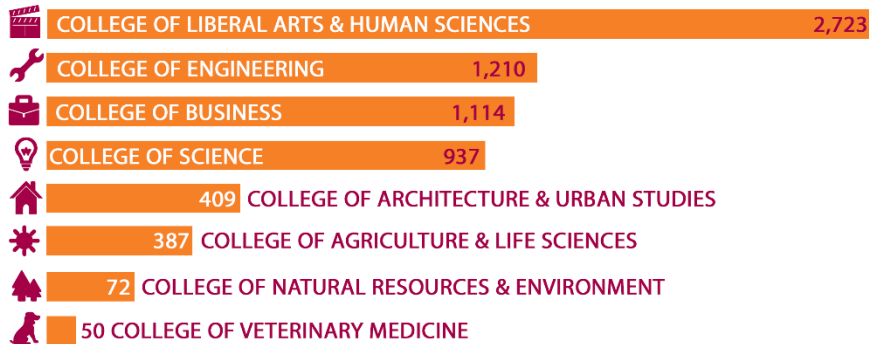 COLLEGE OF LIBERAL ARTS & HUMAN SCIENCES 2,723
COLLEGE OF ENGINEERING 1,210
COLLEGE OF BUSINESS 1,114
COLLEGE OF SCIENCE 937
409 COLLEGE OF ARCHITECTURE & URBAN STUDIES
387 COLLEGE OF AGRICULTURE & LIFE SCIENCES
72 COLLEGE OF NATURAL RESOURCES & ENVIRONMENT
50 COLLEGE OF VETERINARY MEDICINE